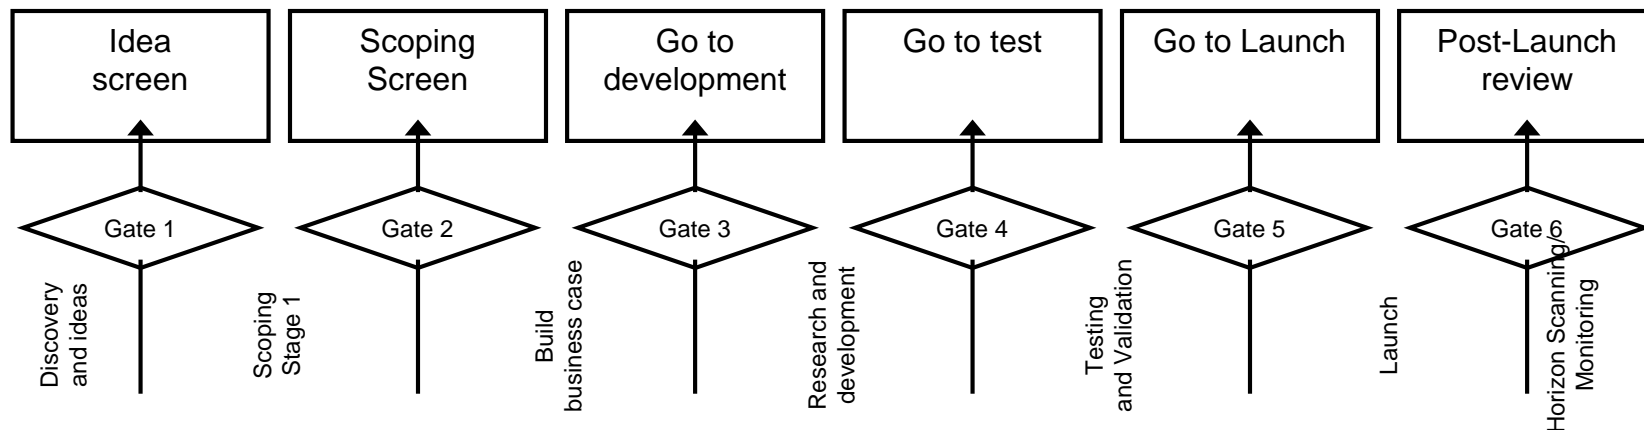 Idea
screen
Scoping
Screen
Go to
development
Go to test
Go to Launch
Post-Launch
review
Gate 1
Gate 2
Gate 3
Gate 4
Gate 5
Gate 6
Discovery
and ideas
Scoping
Stage 1
Build
business case
Research and
development
Testing
and Validation
Launch
Horizon Scanning/
Monitoring